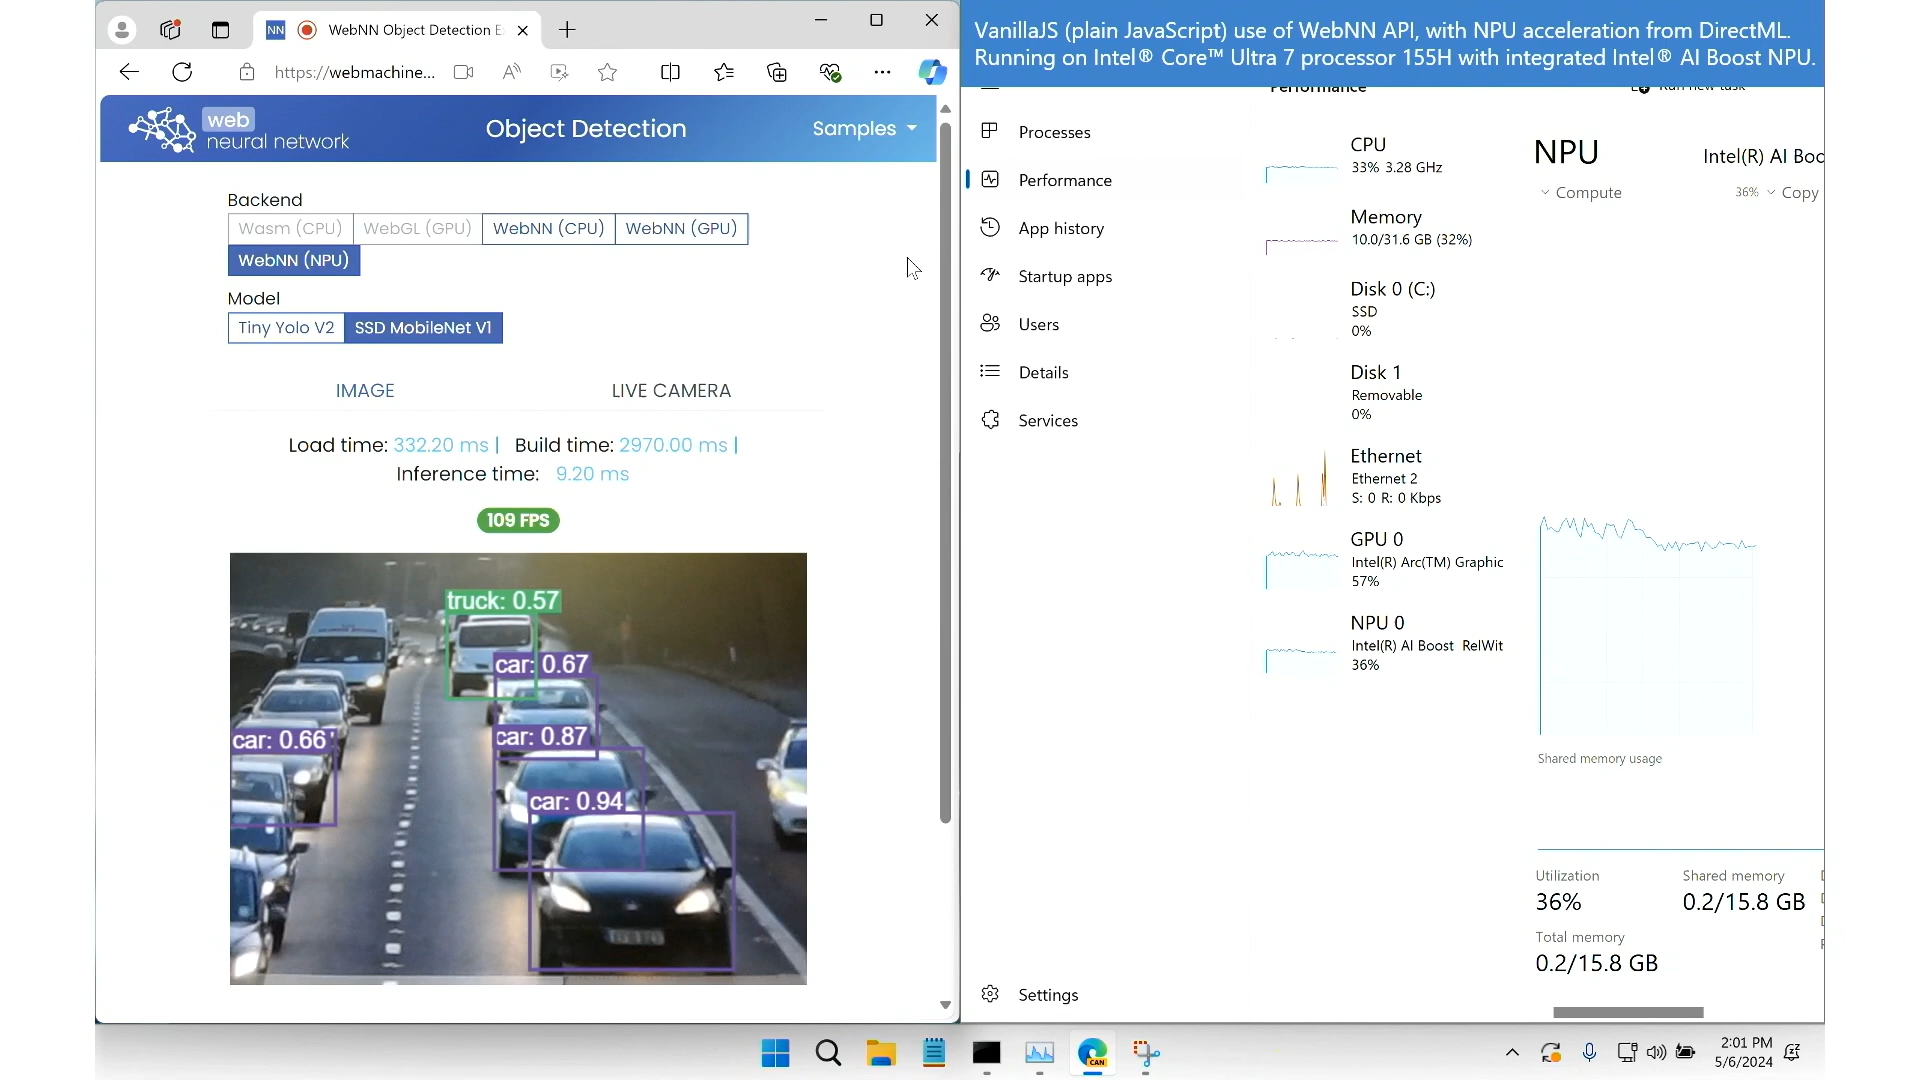 NN
WebNN Object Detection E
https://webmachine...
web
neural network
Object Detection
Samples
Backend
Wasm (CPU)
WebGL (GPU)
WebNN (CPU)
WebNN (GPU)
WebNN (NPU)
Model
Tiny Yolo V2
SSD MobileNet V1
IMAGE
LIVE CAMERA
Load time: 332.20 ms | Build time: 2970.00 ms |
Inference time: 9.20 ms
109 FPS
truck: 0.57
car: 0.67
car: 0.66
car: 0.87
car: 0.94
VanillaJS (plain JavaScript) use of WebNN API, with NPU acceleration from DirectML.
Running on Intel® Core™ Ultra 7 processor 155H with integrated Intel® AI Boost NPU.
Performance
Run new task
Processes
Performance
App history
Startup apps
Users
Details
Services
Settings
CPU
33% 3.28 GHz
Memory
10.0/31.6 GB (32%)
Disk 0 (C:)
SSD
0%
Disk 1
Removable
0%
Ethernet
Ethernet 2
S: 0 R: 0 Kbps
GPU 0
Intel(R) Arc(TM) Graphic
57%
NPU 0
Intel(R) AI Boost RelWit
36%
NPU
Intel(R) AI Boo
Compute
36%
Copy
Shared memory usage
Utilization
36%
Shared memory
0.2/15.8 GB
Total memory
0.2/15.8 GB
CAN
2:01 PM
5/6/2024